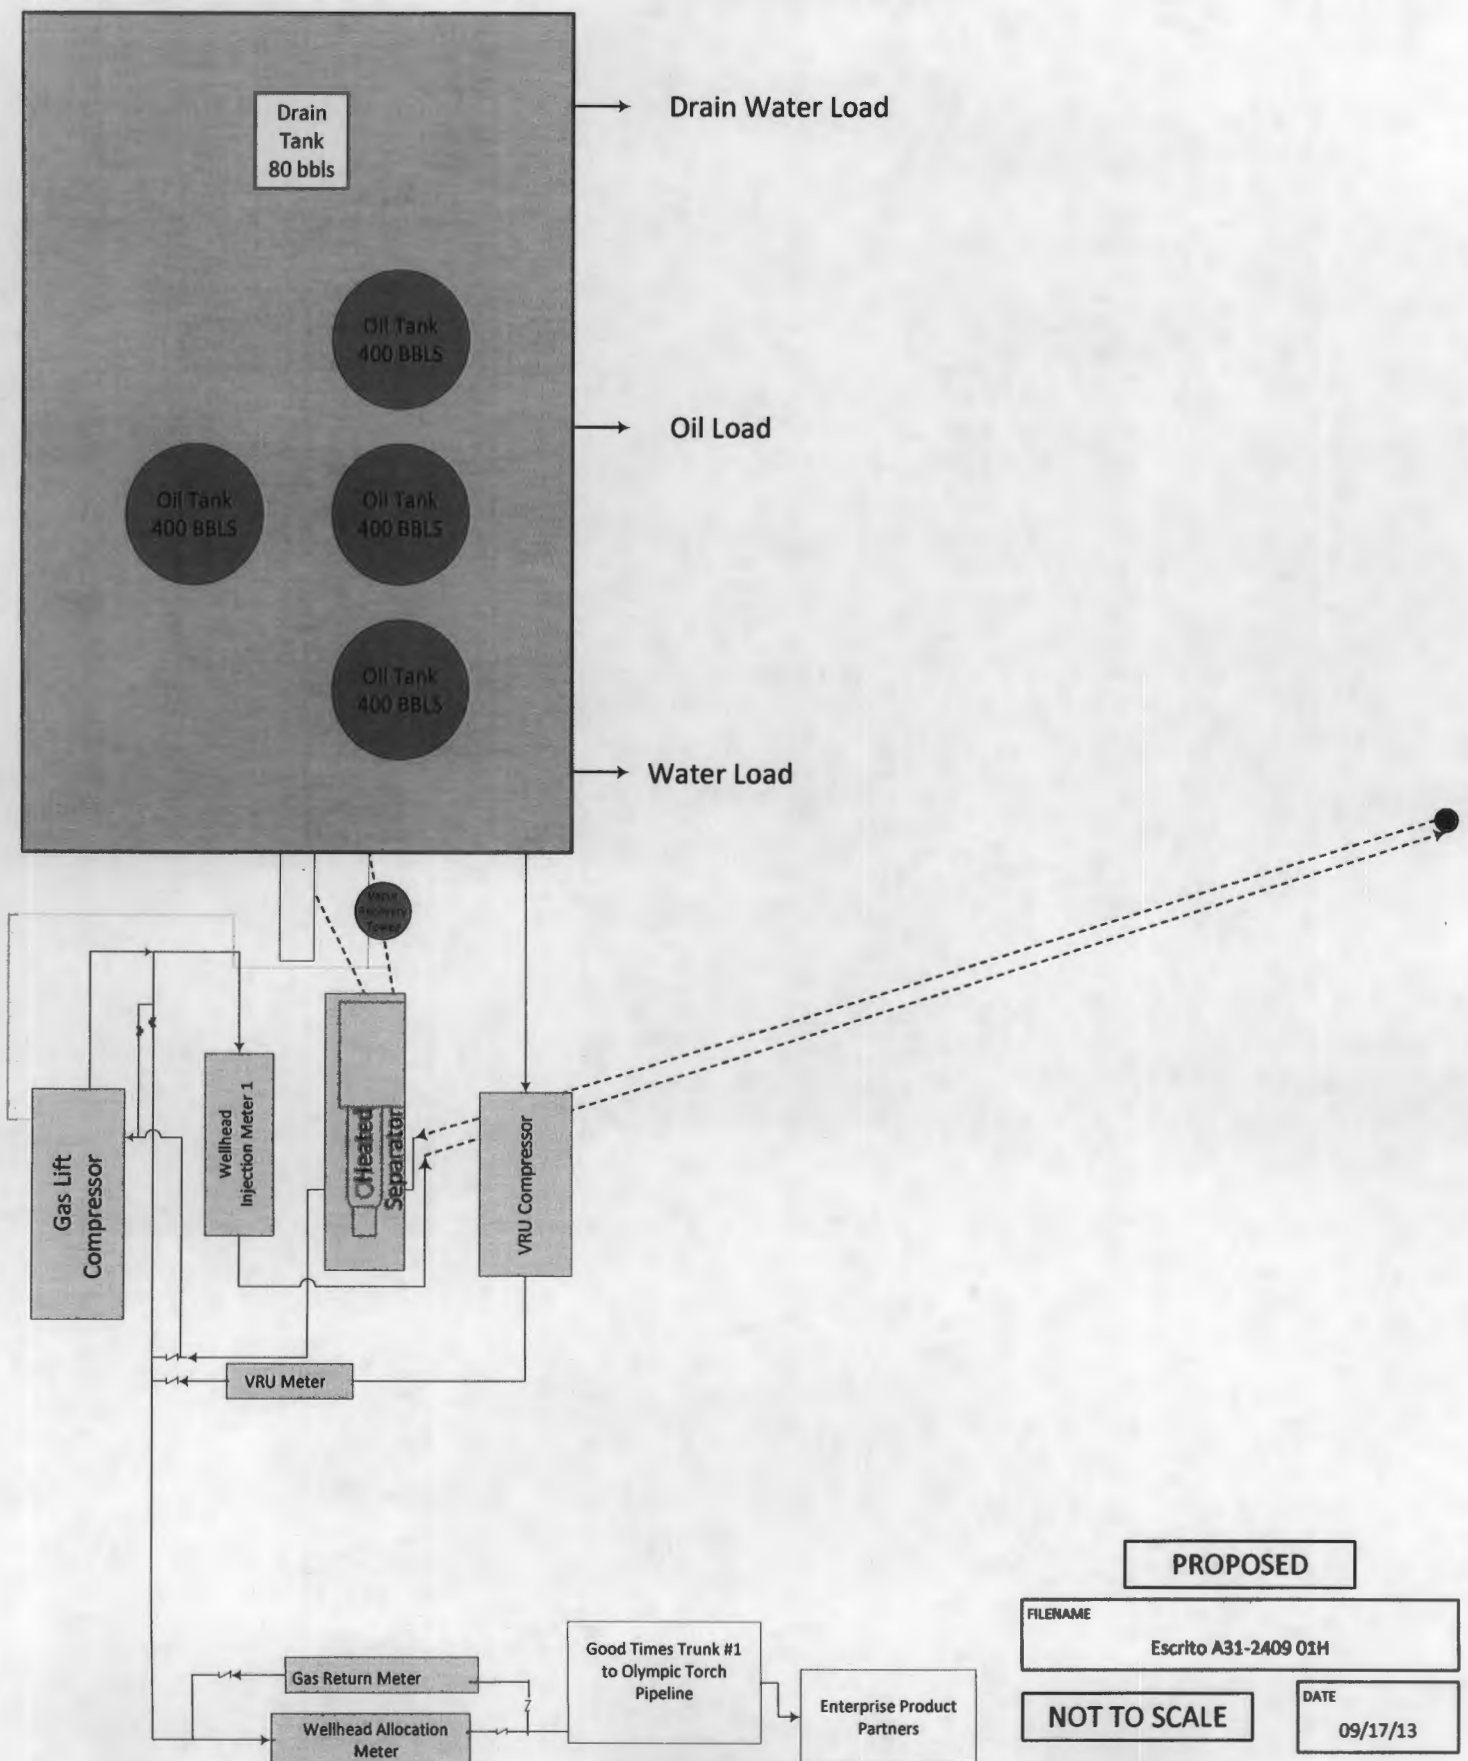 Drain
Tank
80 bbls
Drain Water Load
Oil Tank
400 BBLS
Oil Load
Oil Tank
400 BBLS
Oil Tank
400 BBLS
Oil Tank
400 BBLS
Water Load
Vapor
Recovery
Tower
Gas Lift
Compressor
Wellhead
Injection Meter 1
Heated
Separator
VRU Compressor
VRU Meter
Gas Return Meter
Wellhead Allocation
Meter
Good Times Trunk #1
to Olympic Torch
Pipeline
Enterprise Product
Partners
PROPOSED
FILENAME
Escrito A31-2409 01H
NOT TO SCALE
DATE
09/17/13